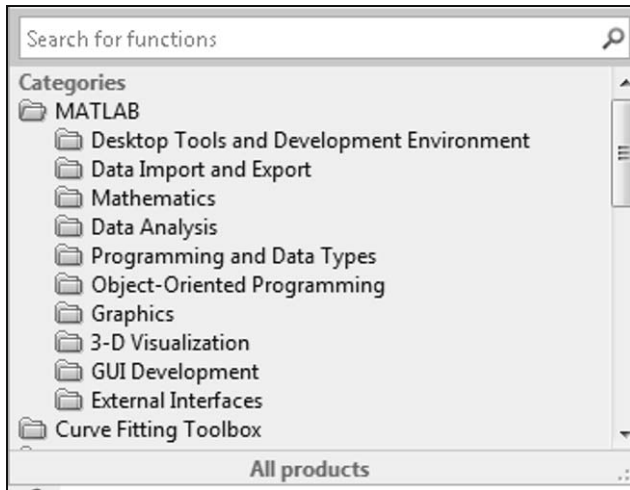 Search for functions
Categories
MATLAB
Desktop Tools and Development Environment
Data Import and Export
Mathematics
Data Analysis
Programming and Data Types
Object-Oriented Programming
Graphics
3-D Visualization
GUI Development
External Interfaces
Curve Fitting Toolbox
All products